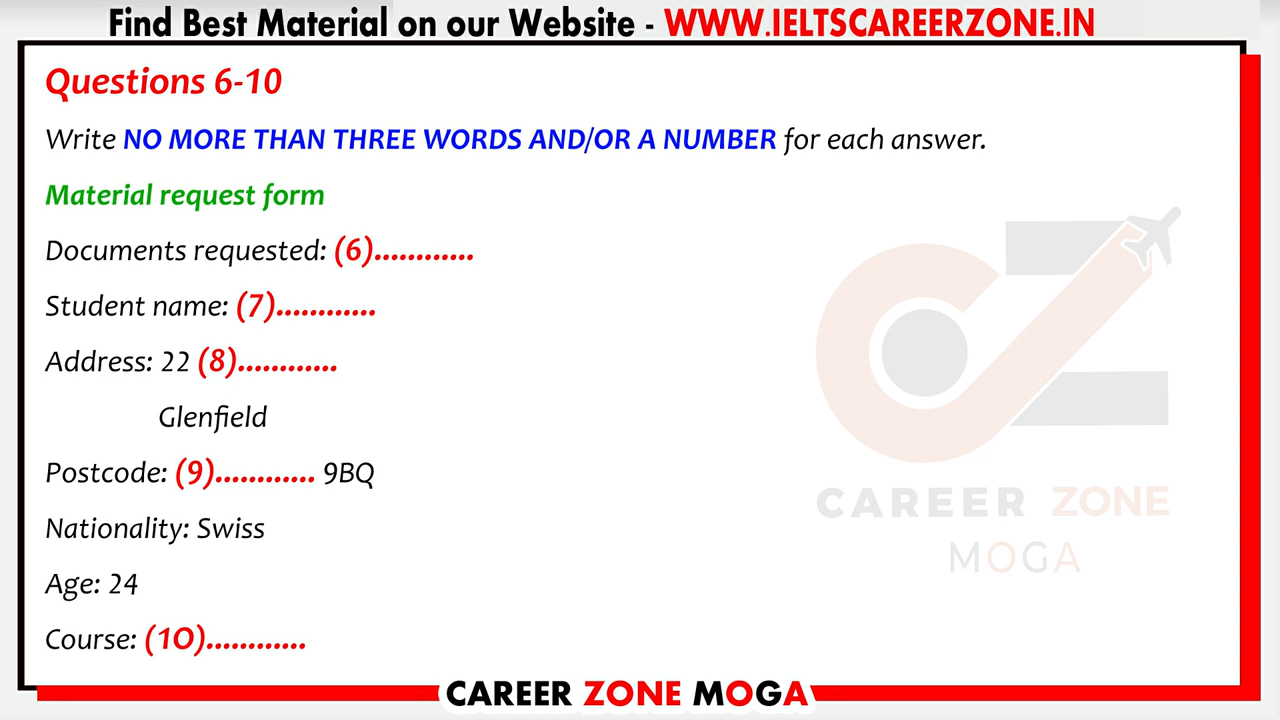 Find Best Material on our Website - WWW.IELTSCAREERZONE.IN
Questions 6-10
Write NO MORE THAN THREE WORDS AND/OR A NUMBER for each answer.
Material request form
Documents requested: (6)............
Student name: (7)............
Address: 22 (8)............
Glenfield
Postcode: (9)............ 9BQ
Nationality: Swiss
Age: 24
Course: (10)............
CAREER ZONE
MOGA
CAREER ZONE MOGA